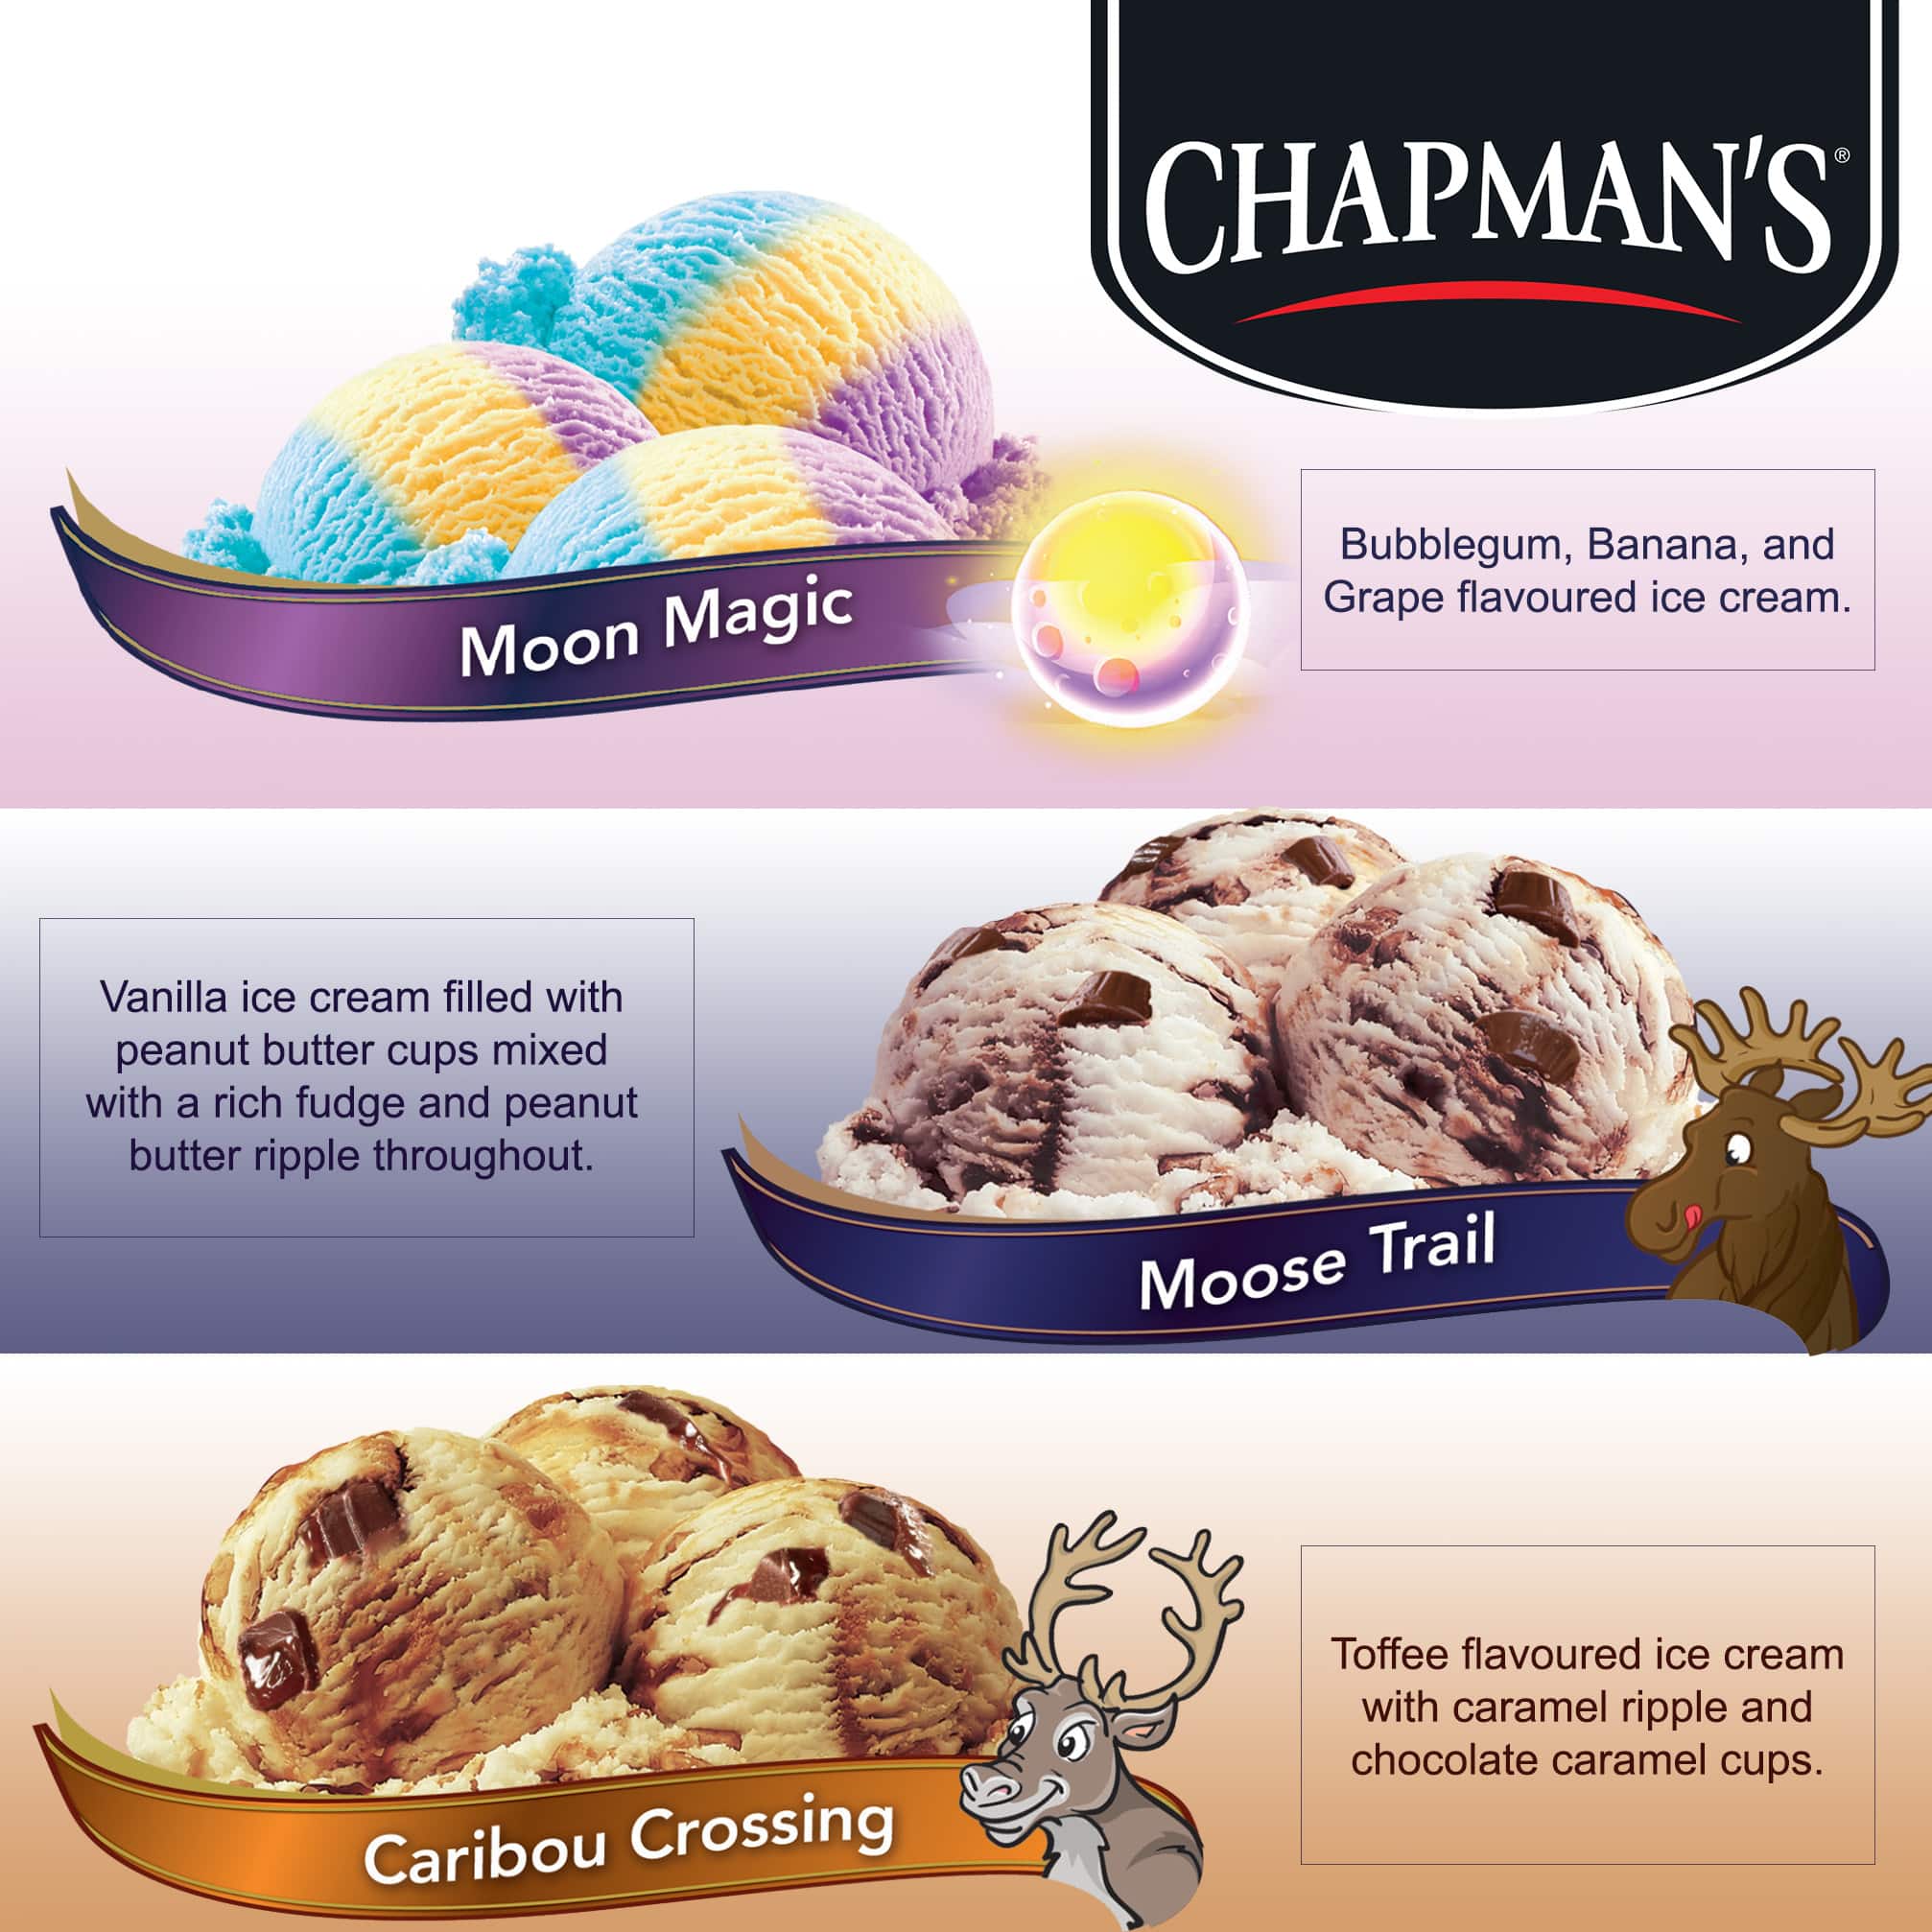 CHAPMAN'S®
Bubblegum, Banana, and
Grape flavoured ice cream.
Moon Magic
Vanilla ice cream filled with
peanut butter cups mixed
with a rich fudge and peanut
butter ripple throughout.
Moose Trail
Toffee flavoured ice cream
with caramel ripple and
chocolate caramel cups.
Caribou Crossing